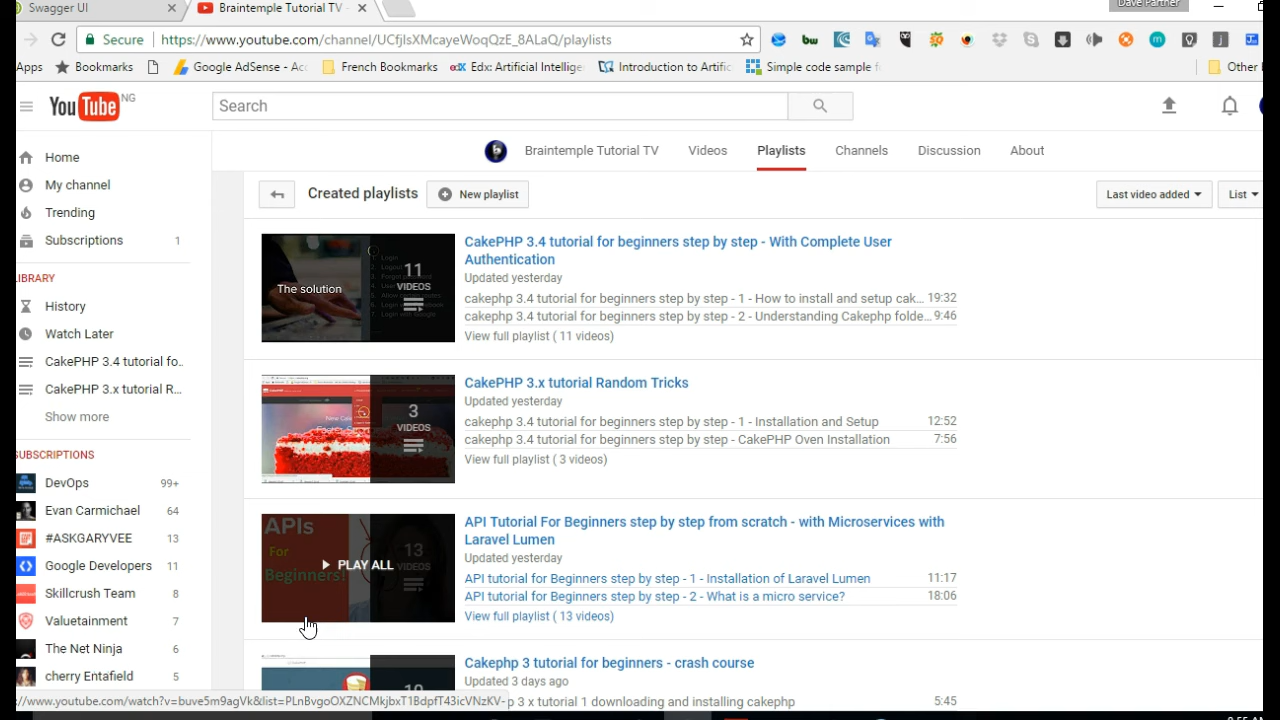 Swagger UI
Braintemple Tutorial TV
Dave Partner
Secure https://www.youtube.com/channel/UCfjlsXMcayeWoqQzE_8ALaQ/playlists
Apps Bookmarks Google AdSense - Acc French Bookmarks edX Edx: Artificial Intellige Introduction to Artific Simple code sample f Other
YouTube NG
Search
Braintemple Tutorial TV Videos Playlists Channels Discussion About
Home
My channel
Trending
Subscriptions 1
LIBRARY
History
Watch Later
CakePHP 3.4 tutorial fo...
CakePHP 3.x tutorial R...
Show more
SUBSCRIPTIONS
DevOps 99+
Evan Carmichael 64
#ASKGARYVEE 13
Google Developers 11
Skillcrush Team 8
Valuetainment 7
The Net Ninja 6
cherry Entafield 5
Created playlists New playlist Last video added List
The solution
11
VIDEOS
CakePHP 3.4 tutorial for beginners step by step - With Complete User
Authentication
Updated yesterday
cakephp 3.4 tutorial for beginners step by step - 1 - How to install and setup cak... 19:32
cakephp 3.4 tutorial for beginners step by step - 2 - Understanding Cakephp folde... 9:46
View full playlist ( 11 videos)
3
VIDEOS
CakePHP 3.x tutorial Random Tricks
Updated yesterday
cakephp 3.4 tutorial for beginners step by step - 1 - Installation and Setup 12:52
cakephp 3.4 tutorial for beginners step by step - CakePHP Oven Installation 7:56
View full playlist ( 3 videos)
APIs
For
Beginners!
PLAY ALL
13
VIDEOS
API Tutorial For Beginners step by step from scratch - with Microservices with
Laravel Lumen
Updated yesterday
API tutorial for Beginners step by step - 1 - Installation of Laravel Lumen 11:17
API tutorial for Beginners step by step - 2 - What is a micro service? 18:06
View full playlist ( 13 videos)
Cakephp 3 tutorial for beginners - crash course
Updated 3 days ago
p 3 x tutorial 1 downloading and installing cakephp 5:45
//www.youtube.com/watch?v=buve5m9agVk&list=PLnBvgoOXZNCMkjbxT1BdpfT43icVNzKV-